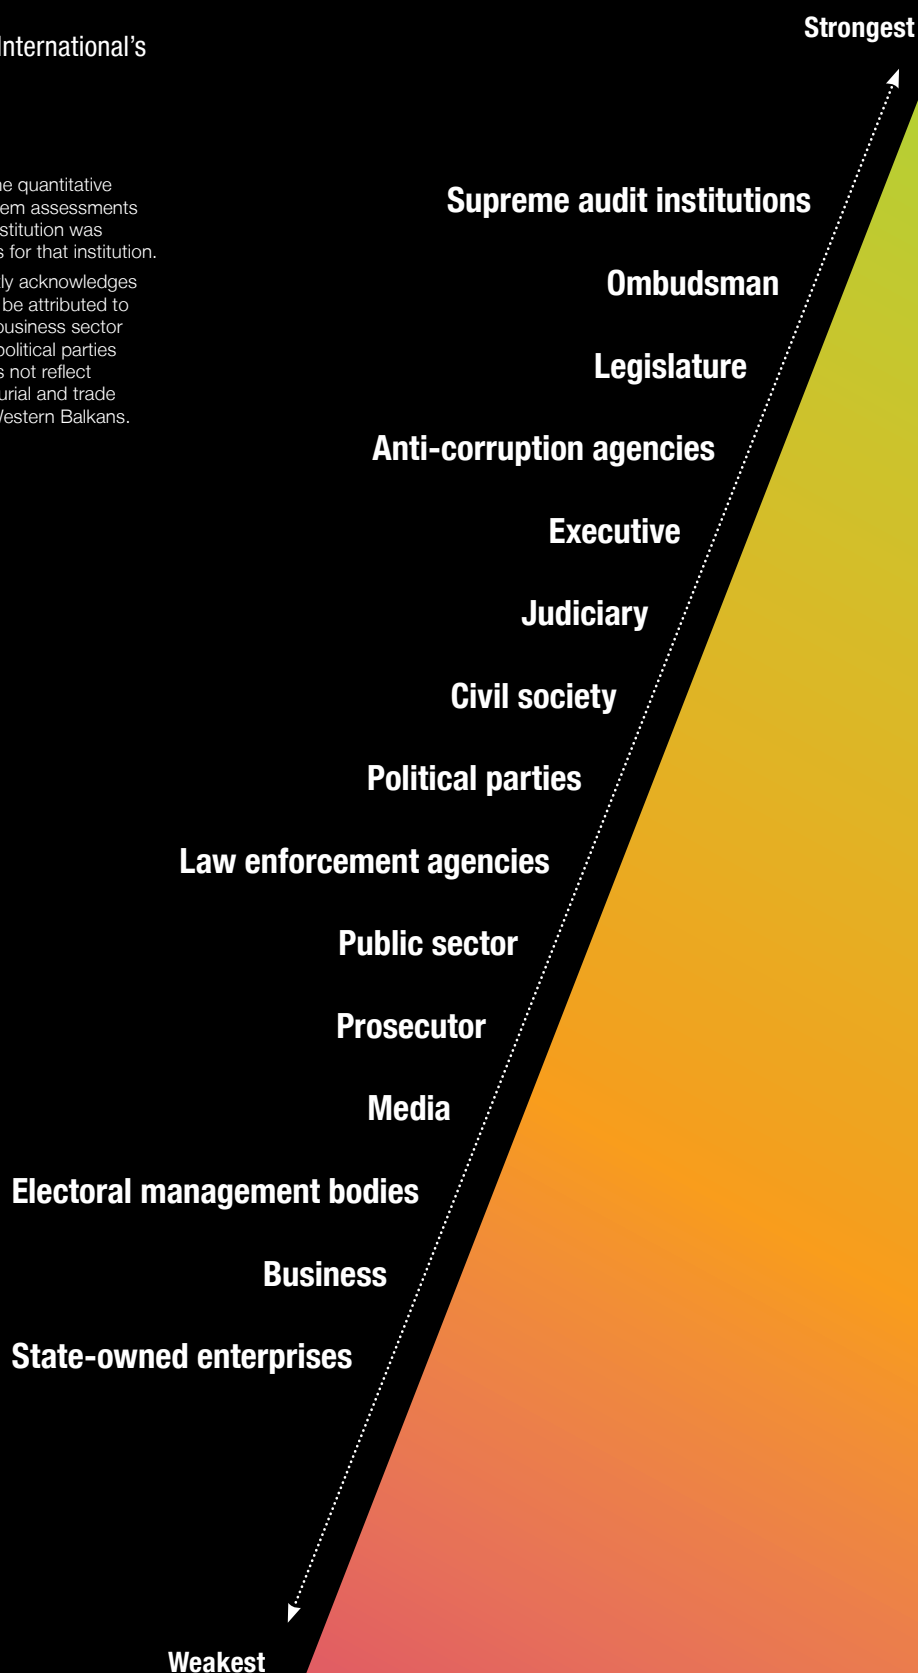 Strongest
International’s
ne quantitative
em assessments
stitution was
s for that institution.
ly acknowledges
be attributed to
business sector
political parties
s not reflect
urial and trade
Western Balkans.
Supreme audit institutions
Ombudsman
Legislature
Anti-corruption agencies
Executive
Judiciary
Civil society
Political parties
Law enforcement agencies
Public sector
Prosecutor
Media
Electoral management bodies
Business
State-owned enterprises
Weakest